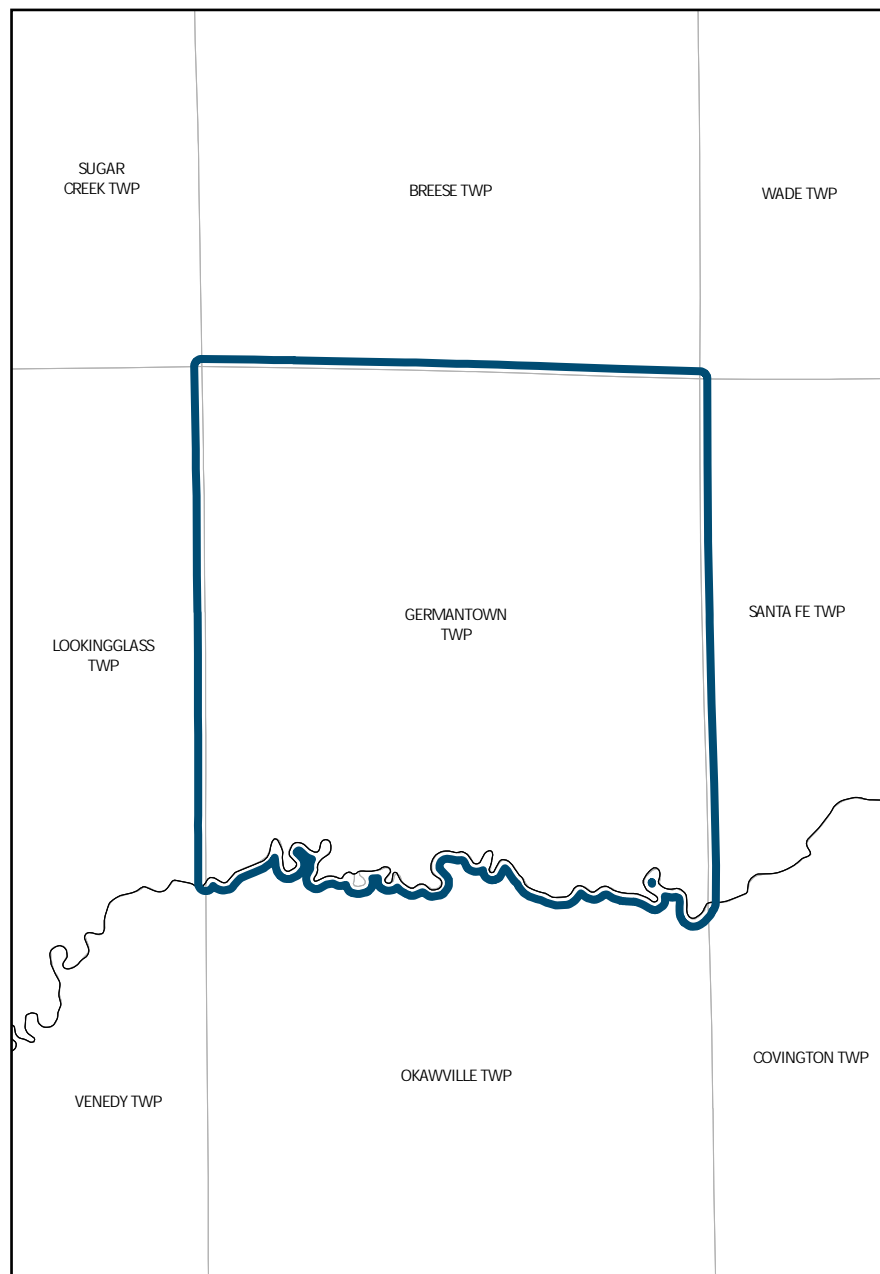 SUGAR
CREEK TWP
BREESE TWP
WADE TWP
LOOKINGGLASS
TWP
GERMANTOWN
TWP
SANTA FE TWP
VENEDY TWP
OKAWVILLE TWP
COVINGTON TWP